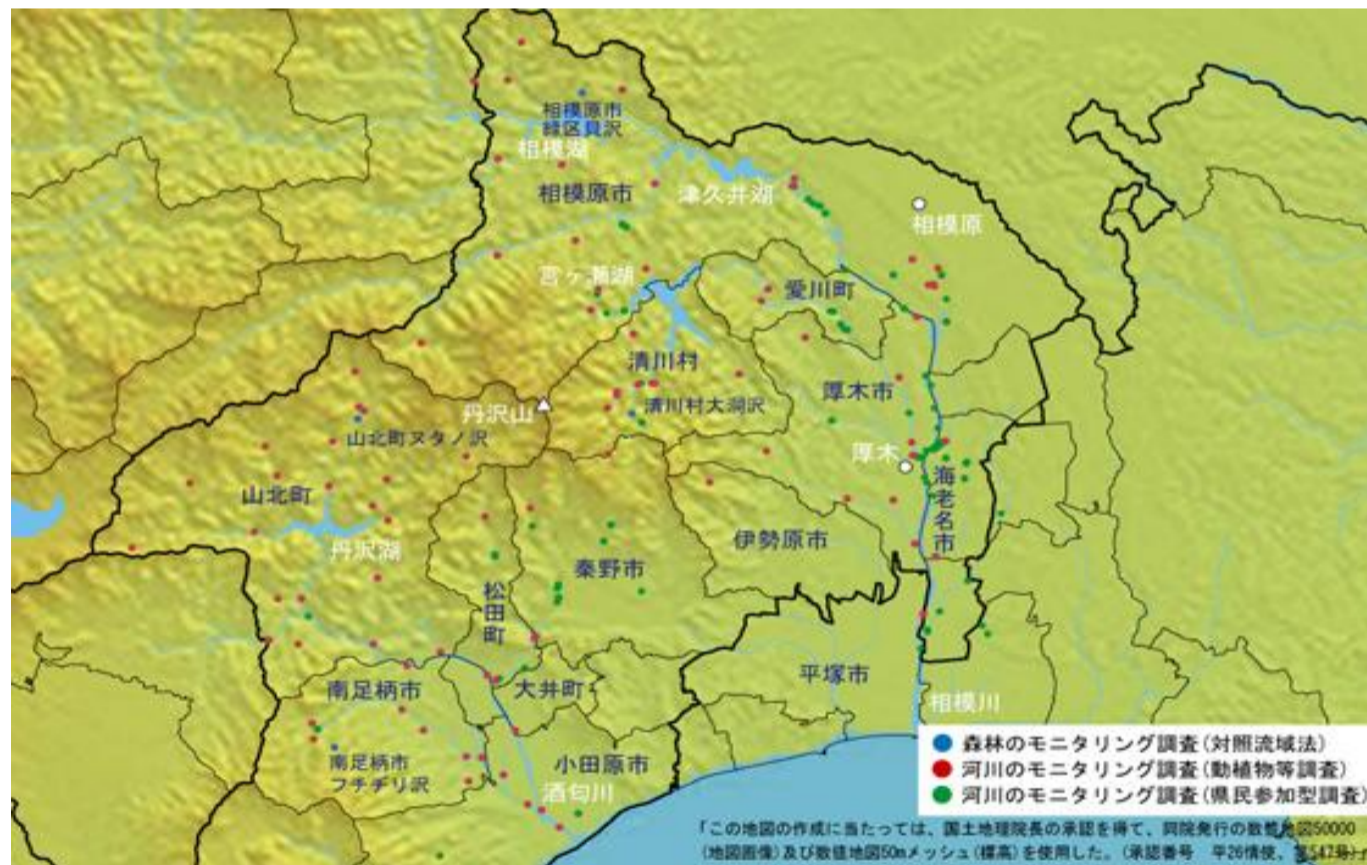 相模原市
緑区貝沢
相模湖
相模原市
津久井湖
相模原
宮ヶ瀬湖
愛川町
清川村
厚木市
丹沢山
清川村大洞沢
山北町ヌタノ沢
厚木
海老名市
山北町
伊勢原市
丹沢湖
秦野市
松田町
平塚市
南足柄市
大井町
相模川
南足柄市
フチヂリ沢
小田原市
酒匂川
森林のモニタリング調査(対照流域法)
河川のモニタリング調査(動植物等調査)
河川のモニタリング調査(県民参加型調査)
「この地図の作成に当たっては、国土地理院長の承認を得て、同院発行の数値地図50000
(地図画像)及び数値地図50mメッシュ(標高)を使用した。(承認番号 平26情使、第547号)」